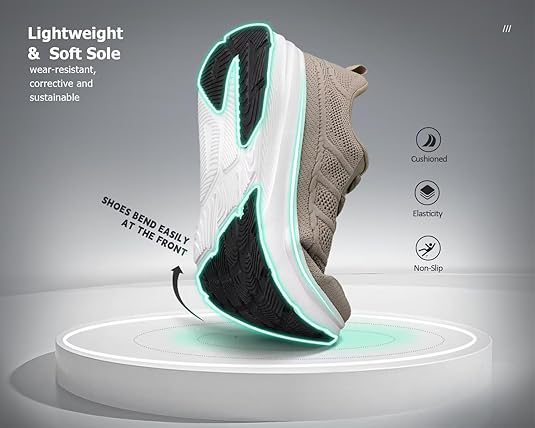 Lightweight
& Soft Sole
wear-resistant,
corrective and
sustainable
///
SHOES BEND EASILY
AT THE FRONT
Cushioned
Elasticity
Non-Slip